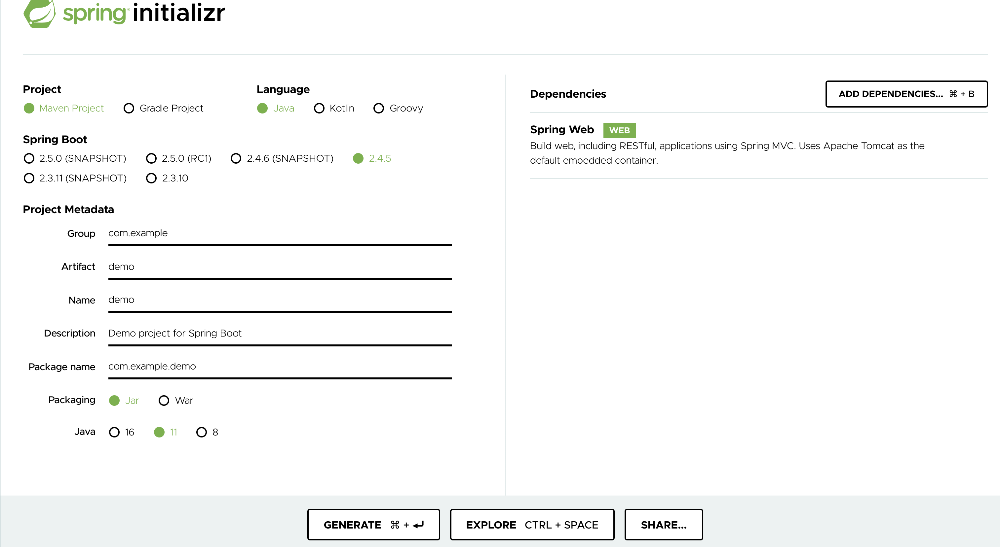 spring® initializr
Project
Maven Project Gradle Project
Language
Java Kotlin Groovy
Spring Boot
2.5.0 (SNAPSHOT) 2.5.0 (RC1) 2.4.6 (SNAPSHOT) 2.4.5
2.3.11 (SNAPSHOT) 2.3.10
Project Metadata
Group com.example
Artifact demo
Name demo
Description Demo project for Spring Boot
Package name com.example.demo
Packaging Jar War
Java 16 11 8
Dependencies ADD DEPENDENCIES... ⌘ + B
Spring Web WEB
Build web, including RESTful, applications using Spring MVC. Uses Apache Tomcat as the
default embedded container.
GENERATE ⌘ + ↵ EXPLORE CTRL + SPACE SHARE...